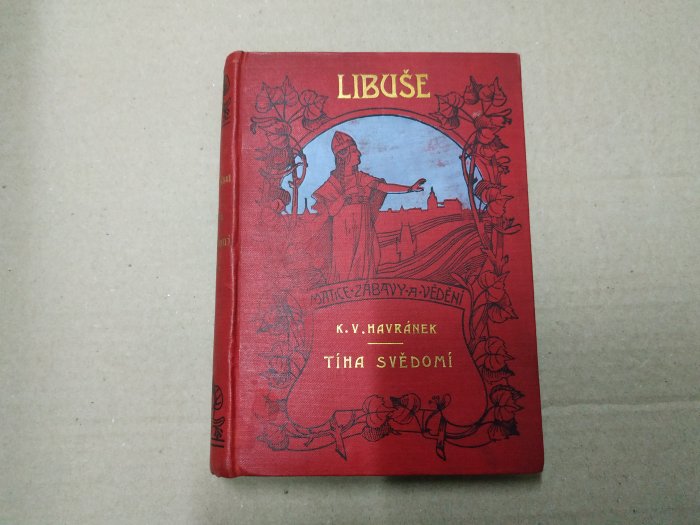 LIBUŠE
MATICE·ZÁBAVY·A·VĚDĚNÍ
K. V. HAVRÁNEK
TÍHA SVĚDOMÍ